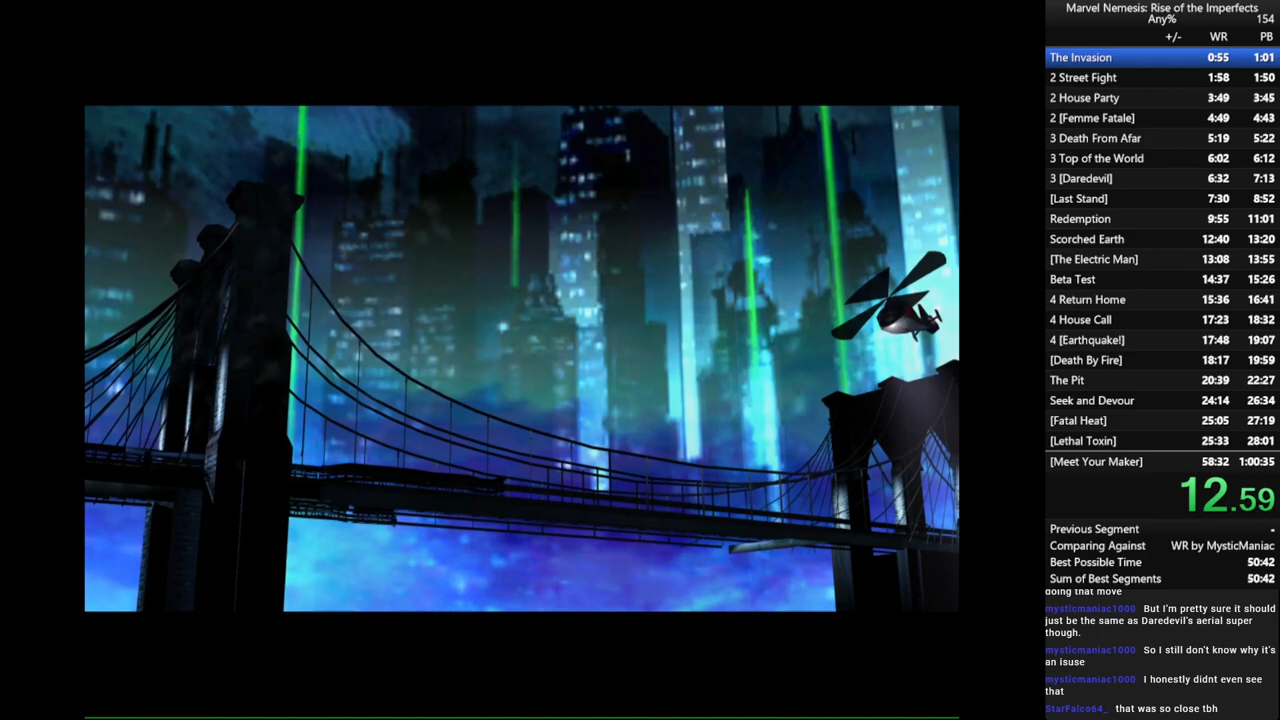 Marvel Nemesis: Rise of the Imperfects
Any% 154
+/- WR PB
The Invasion 0:55 1:01
2 Street Fight 1:58 1:50
2 House Party 3:49 3:45
2 [Femme Fatale] 4:49 4:43
3 Death From Afar 5:19 5:22
3 Top of the World 6:02 6:12
3 [Daredevil] 6:32 7:13
[Last Stand] 7:30 8:52
Redemption 9:55 11:01
Scorched Earth 12:40 13:20
[The Electric Man] 13:08 13:55
Beta Test 14:37 15:26
4 Return Home 15:36 16:41
4 House Call 17:23 18:32
4 [Earthquake!] 17:48 19:07
[Death By Fire] 18:17 19:59
The Pit 20:39 22:27
Seek and Devour 24:14 26:34
[Fatal Heat] 25:05 27:19
[Lethal Toxin] 25:33 28:01
[Meet Your Maker] 58:32 1:00:35
12.59
Previous Segment -
Comparing Against WR by MysticManiac
Best Possible Time 50:42
Sum of Best Segments 50:42
doing that move
mysticmaniac1000 But I'm pretty sure it should
just be the same as Daredevil's aerial super
though.
mysticmaniac1000 So I still don't know why it's
an isuse
mysticmaniac1000 I honestly didnt even see
that
StarFalco64_ that was so close tbh